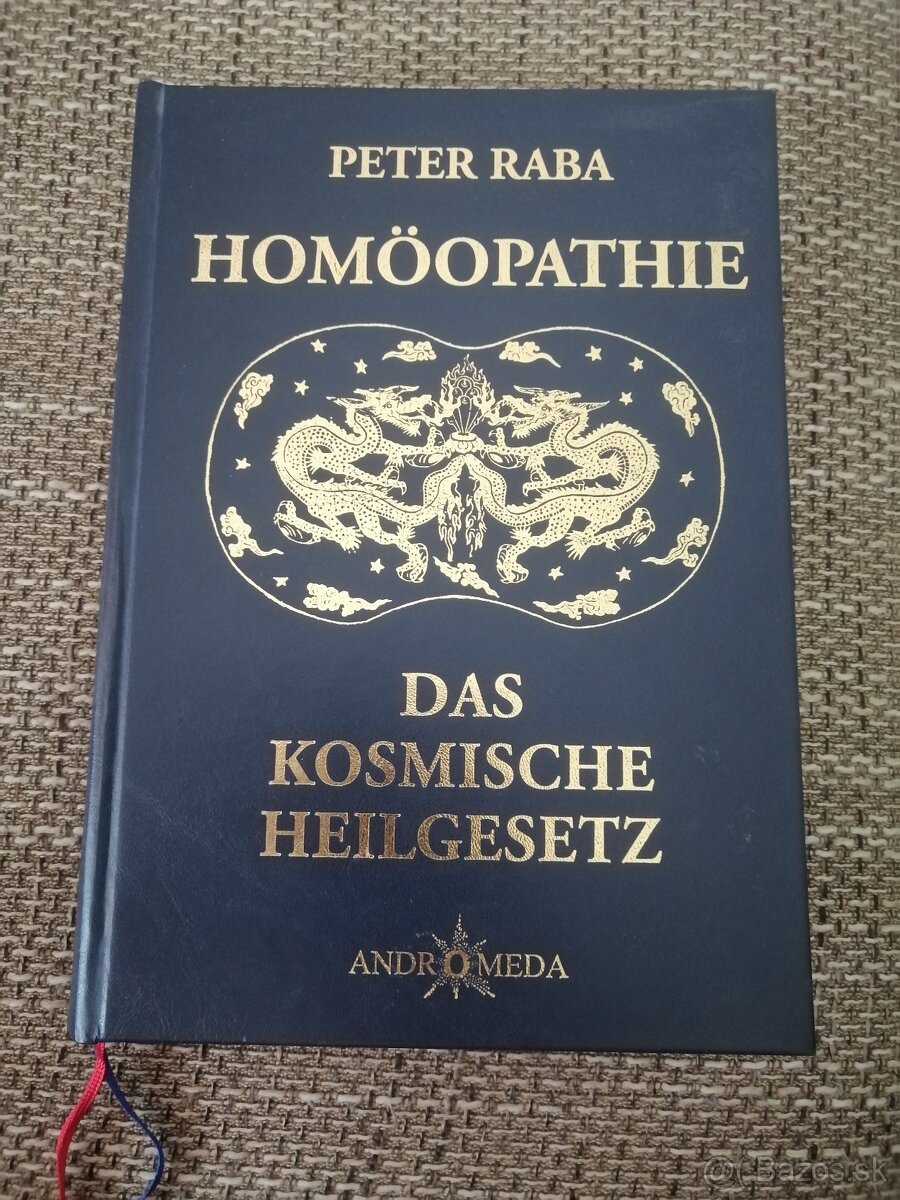 PETER RABA
HOMÖOPATHIE
DAS
KOSMISCHE
HEILGESETZ
ANDROMEDA
@ Bazos.sk